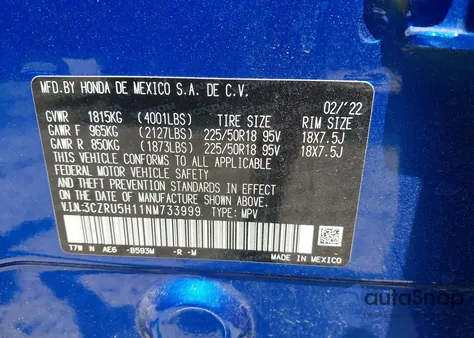 MFD.BY HONDA DE MEXICO S.A. DE C.V.
02/'22
GVWR 1815KG (4001LBS) TIRE SIZE RIM SIZE
GAWR F 965KG (2127LBS) 225/50R18 95V 18X7.5J
GAWR R 850KG (1873LBS) 225/50R18 95V 18X7.5J
THIS VEHICLE CONFORMS TO ALL APPLICABLE
FEDERAL MOTOR VEHICLE SAFETY
AND THEFT PREVENTION STANDARDS IN EFFECT
ON THE DATE OF MANUFACTURE SHOWN ABOVE.
V.I.N:3CZRU5H11NM733999 TYPE: MPV
T7W N AE6 -B593M -R -M
MADE IN MEXICO
autoSnap